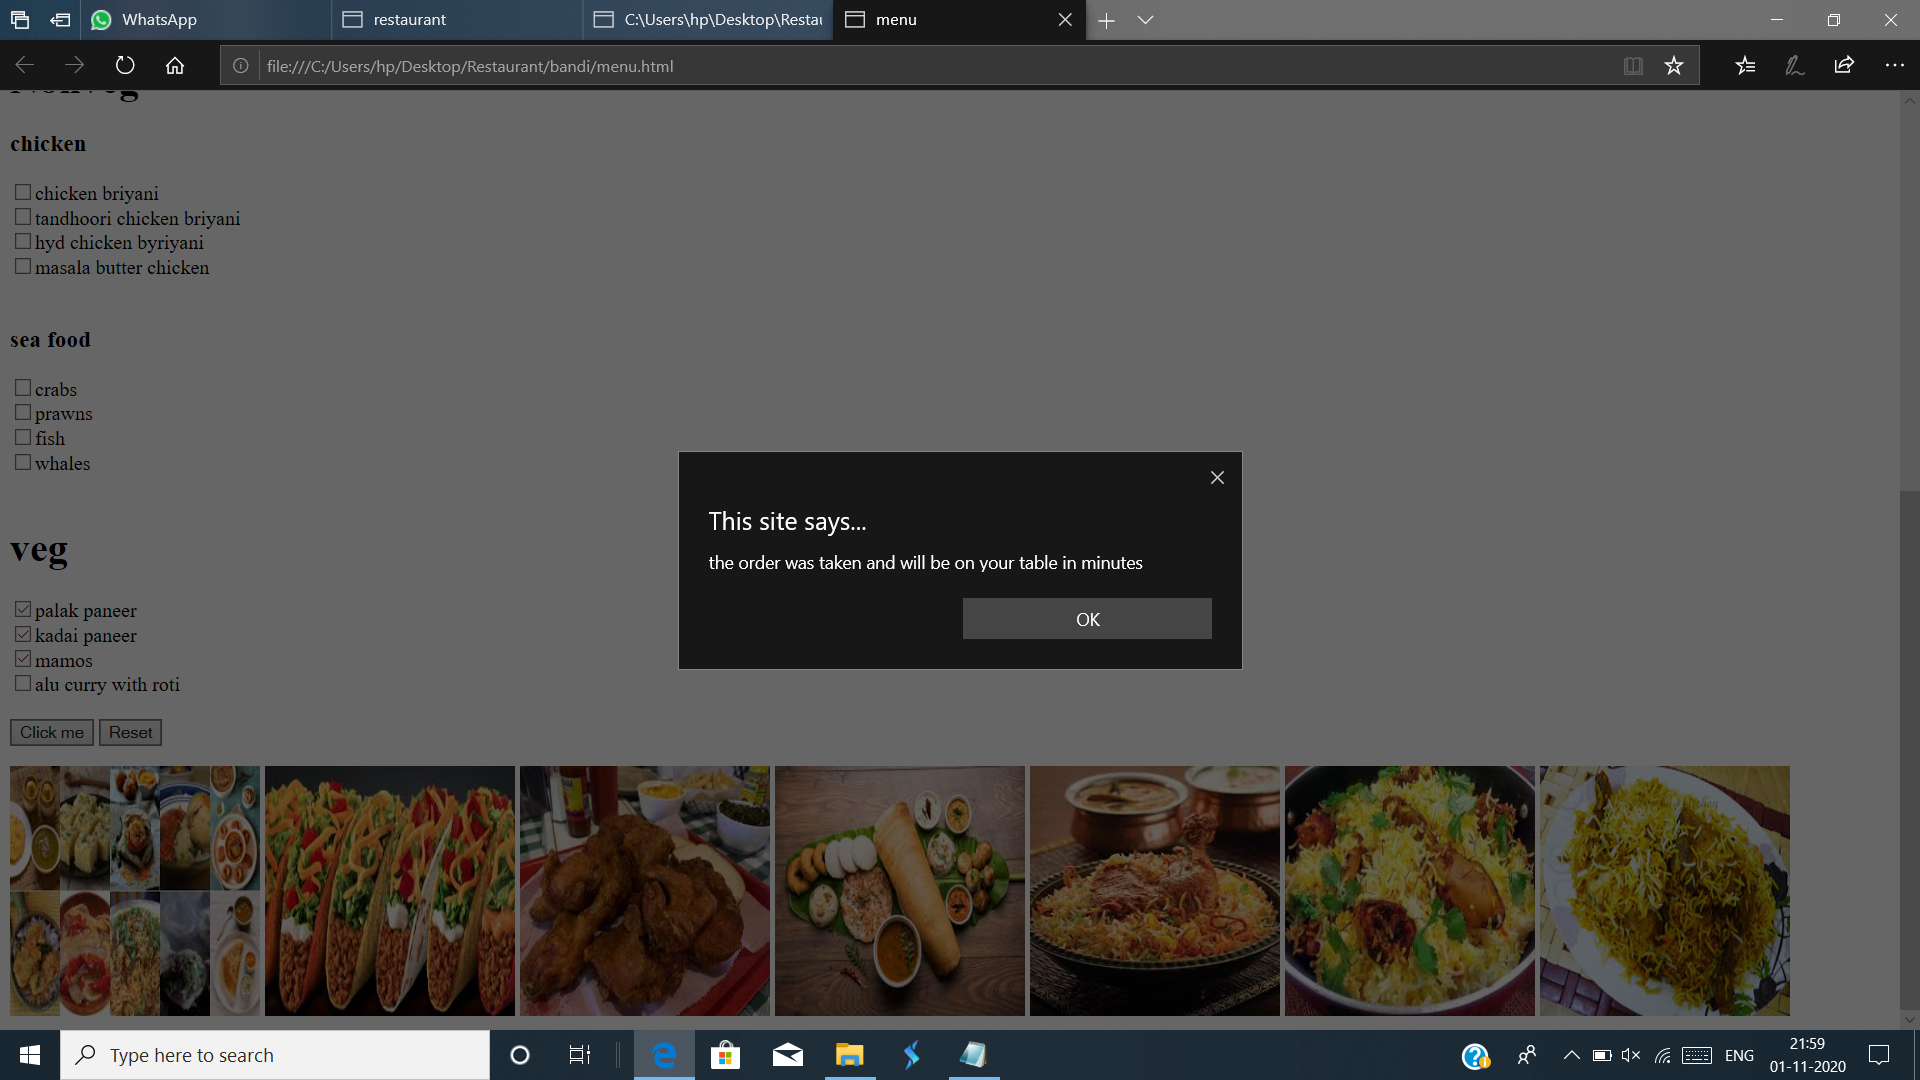 WhatsApp
restaurant
C:\Users\hp\Desktop\Restau
menu
file:///C:/Users/hp/Desktop/Restaurant/bandi/menu.html
chicken
chicken briyani
tandhoori chicken briyani
hyd chicken byriyani
masala butter chicken
sea food
crabs
prawns
fish
whales
This site says...
the order was taken and will be on your table in minutes
OK
veg
palak paneer
kadai paneer
mamos
alu curry with roti
Click me Reset
Type here to search
ENG
21:59
01-11-2020